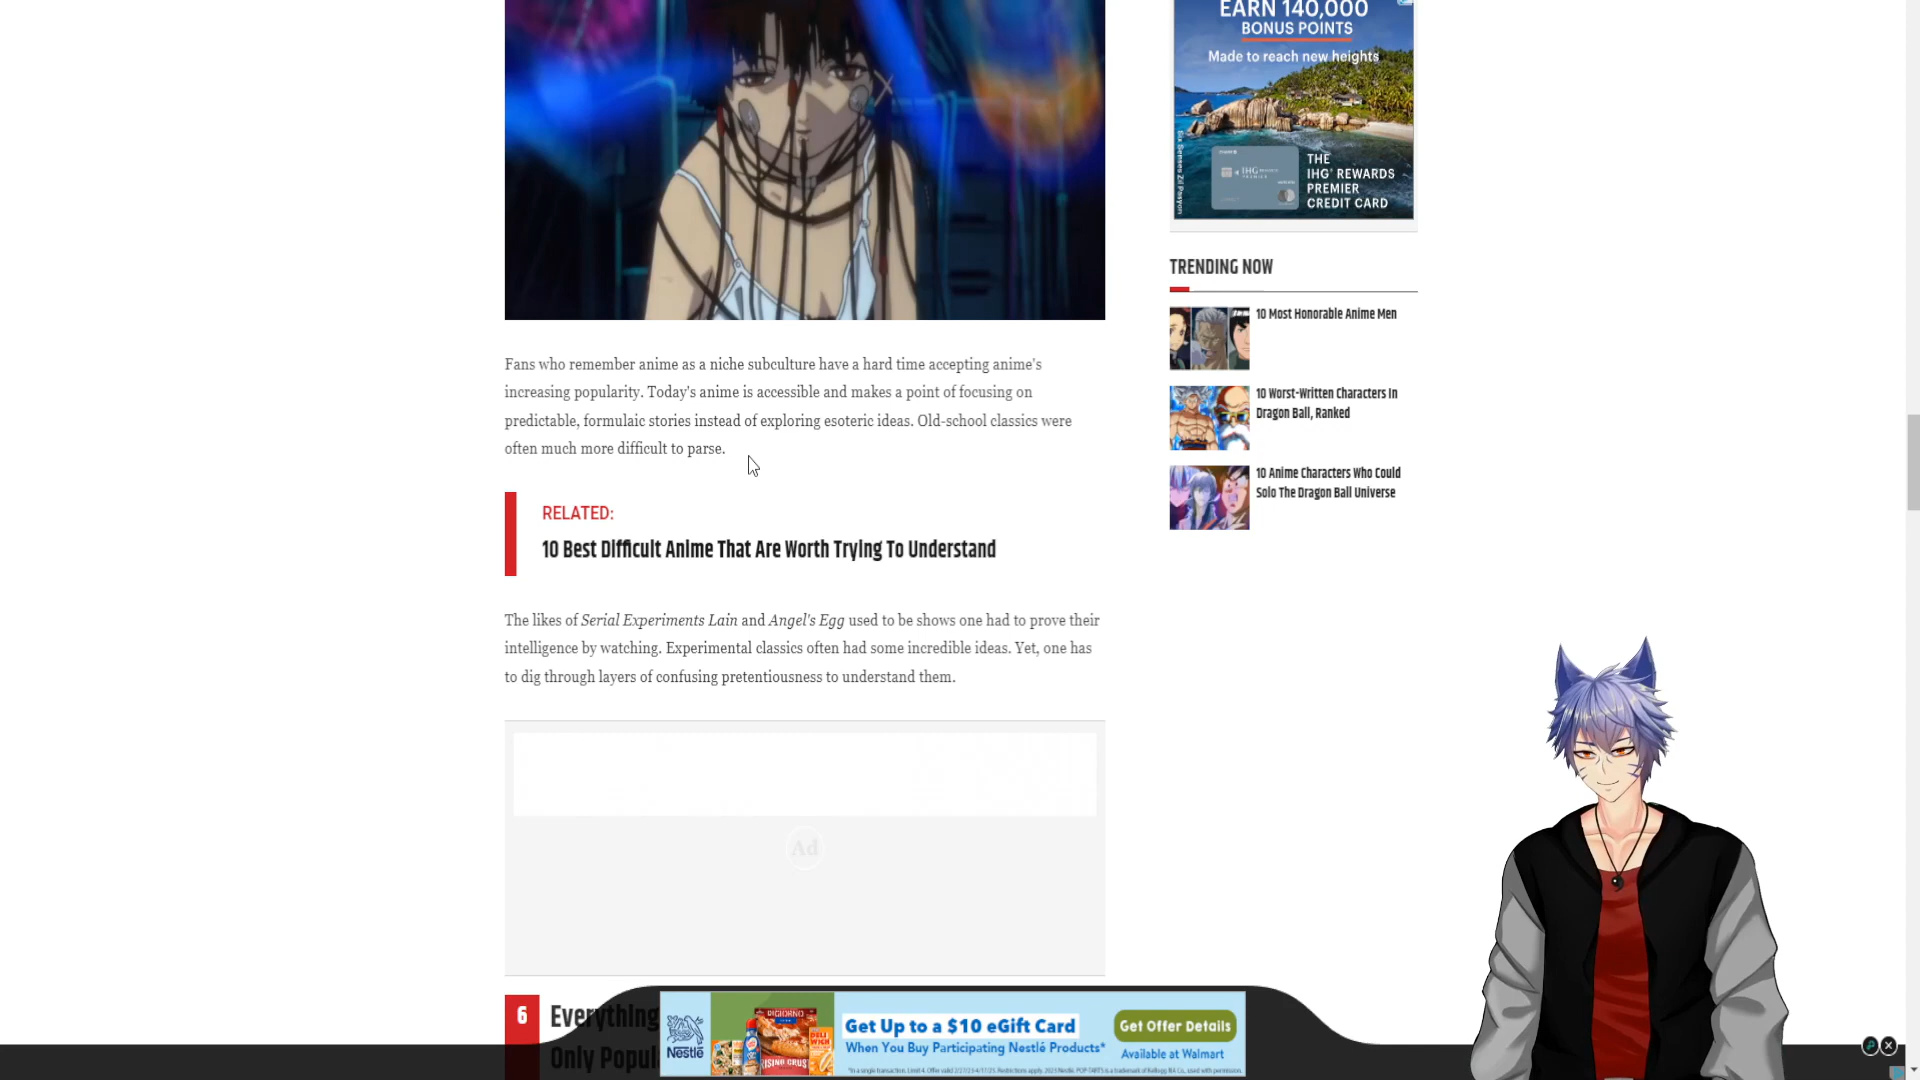 EARN 140,000
BONUS POINTS
Made to reach new heights
Six Senses Zil Pasyon
IHG
THE
IHG® REWARDS
PREMIER
CREDIT CARD
TRENDING NOW
10 Most Honorable Anime Men
10 Worst-Written Characters In
Dragon Ball, Ranked
10 Anime Characters Who Could
Solo The Dragon Ball Universe
Fans who remember anime as a niche subculture have a hard time accepting anime's
increasing popularity. Today's anime is accessible and makes a point of focusing on
predictable, formulaic stories instead of exploring esoteric ideas. Old-school classics were
often much more difficult to parse.
RELATED:
10 Best Difficult Anime That Are Worth Trying To Understand
The likes of Serial Experiments Lain and Angel's Egg used to be shows one had to prove their
intelligence by watching. Experimental classics often had some incredible ideas. Yet, one has
to dig through layers of confusing pretentiousness to understand them.
Ad
6
Everything
Only Popul
Nestlé
DIGIORNO
RISING CRUST
Get Up to a $10 eGift Card
When You Buy Participating Nestlé Products*
Get Offer Details
Available at Walmart